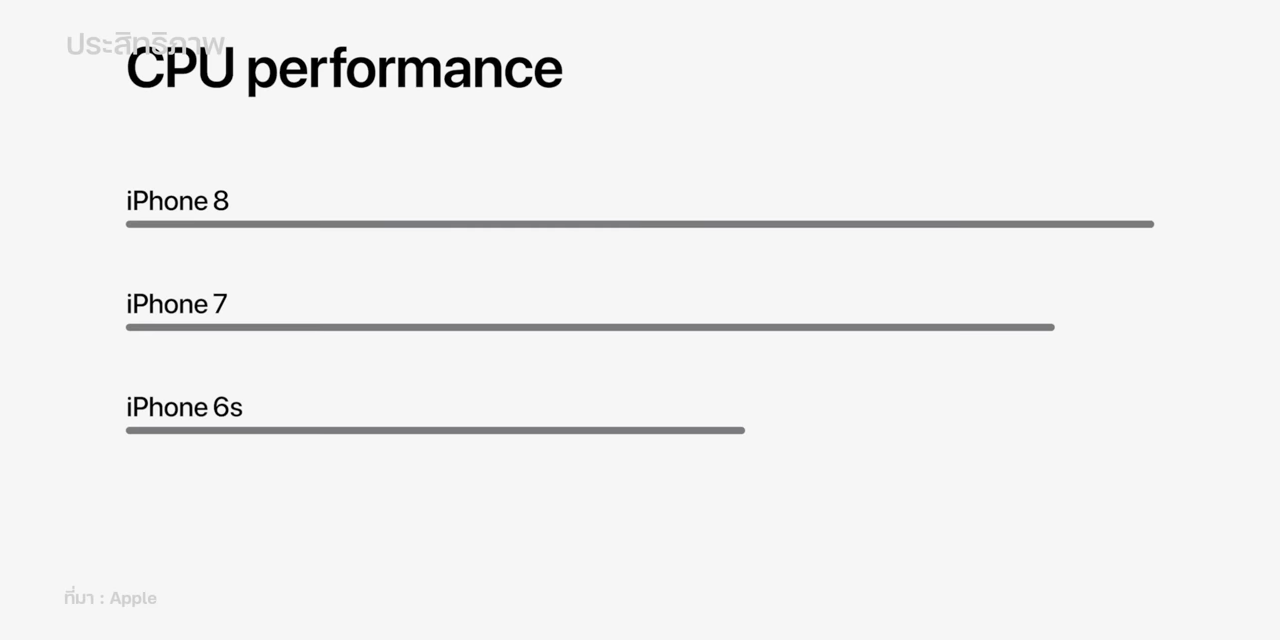 ประสิทธิภาพ
CPU performance
iPhone 8
iPhone 7
iPhone 6s
ที่มา : Apple